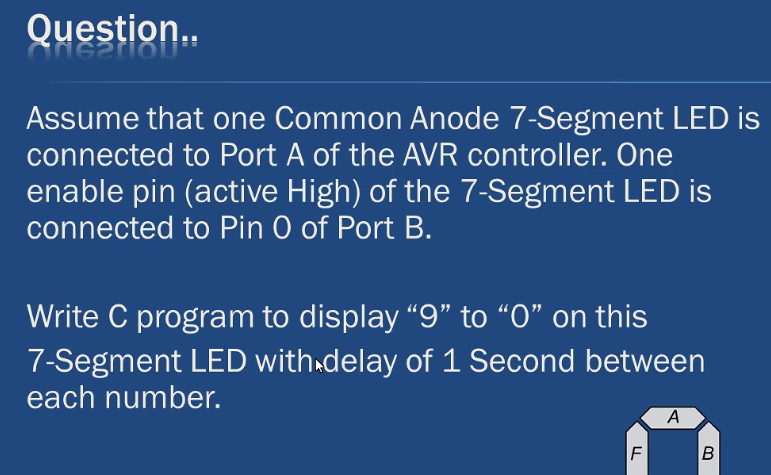 Question..
Assume that one Common Anode 7-Segment LED is
connected to Port A of the AVR controller. One
enable pin (active High) of the 7-Segment LED is
connected to Pin 0 of Port B.
Write C program to display “9” to “0” on this
7-Segment LED with delay of 1 Second between
each number.
A
F B